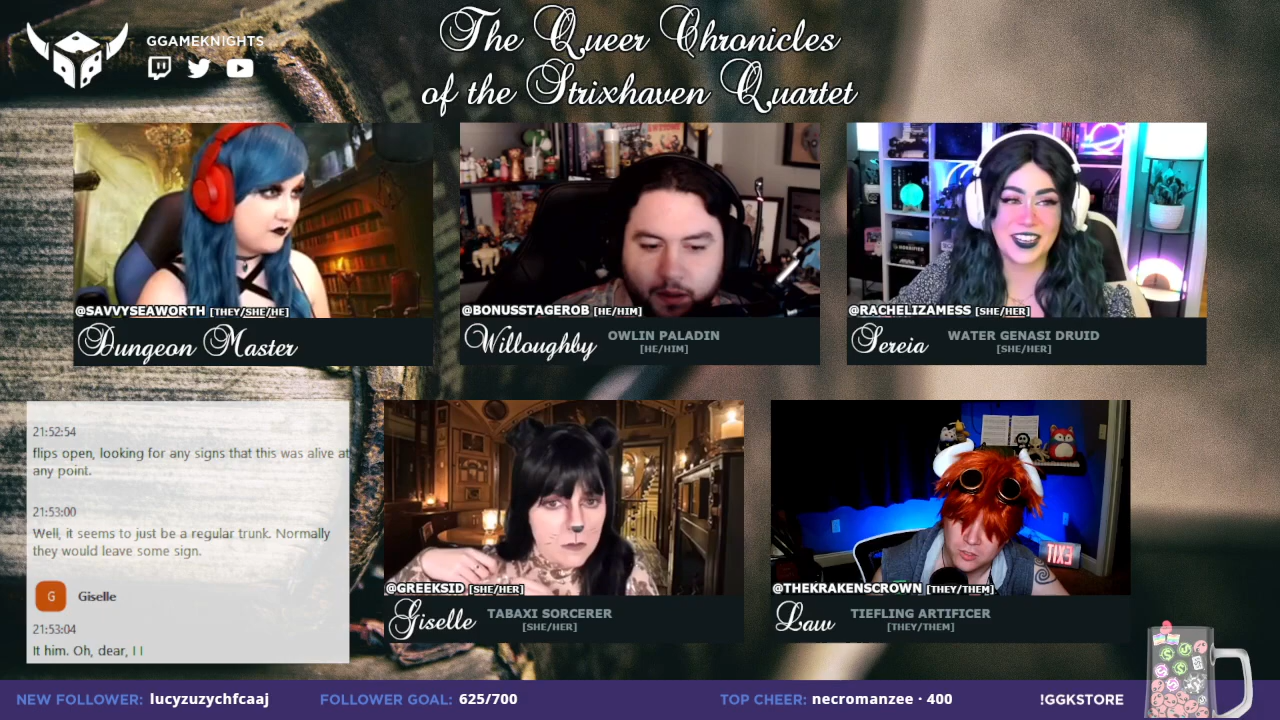 GGAMEKNIGHTS
The Queer Chronicles
of the Strixhaven Quartet
@SAVVYSEAWORTH [THEY/SHE/HE]
Dungeon Master
@BONUSSTAGEROB [HE/HIM]
Willoughby
OWLIN PALADIN
[HE/HIM]
@RACHELIZAMESS [SHE/HER]
Sereia
WATER GENASI DRUID
[SHE/HER]
21:52:54
flips open, looking for any signs that this was alive at
any point.
21:53:00
Well, it seems to just be a regular trunk. Normally
they would leave some sign.
G Giselle
21:53:04
It him. Oh, dear, I I
@GREEKSID [SHE/HER]
Giselle
TABAXI SORCERER
[SHE/HER]
@THEKRAKENSCROWN [THEY/THEM]
Law
TIEFLING ARTIFICER
[THEY/THEM]
EXIT
NEW FOLLOWER: lucyzuzychfcaaj
FOLLOWER GOAL: 625/700
TOP CHEER: necromanzee · 400
!GGKSTORE